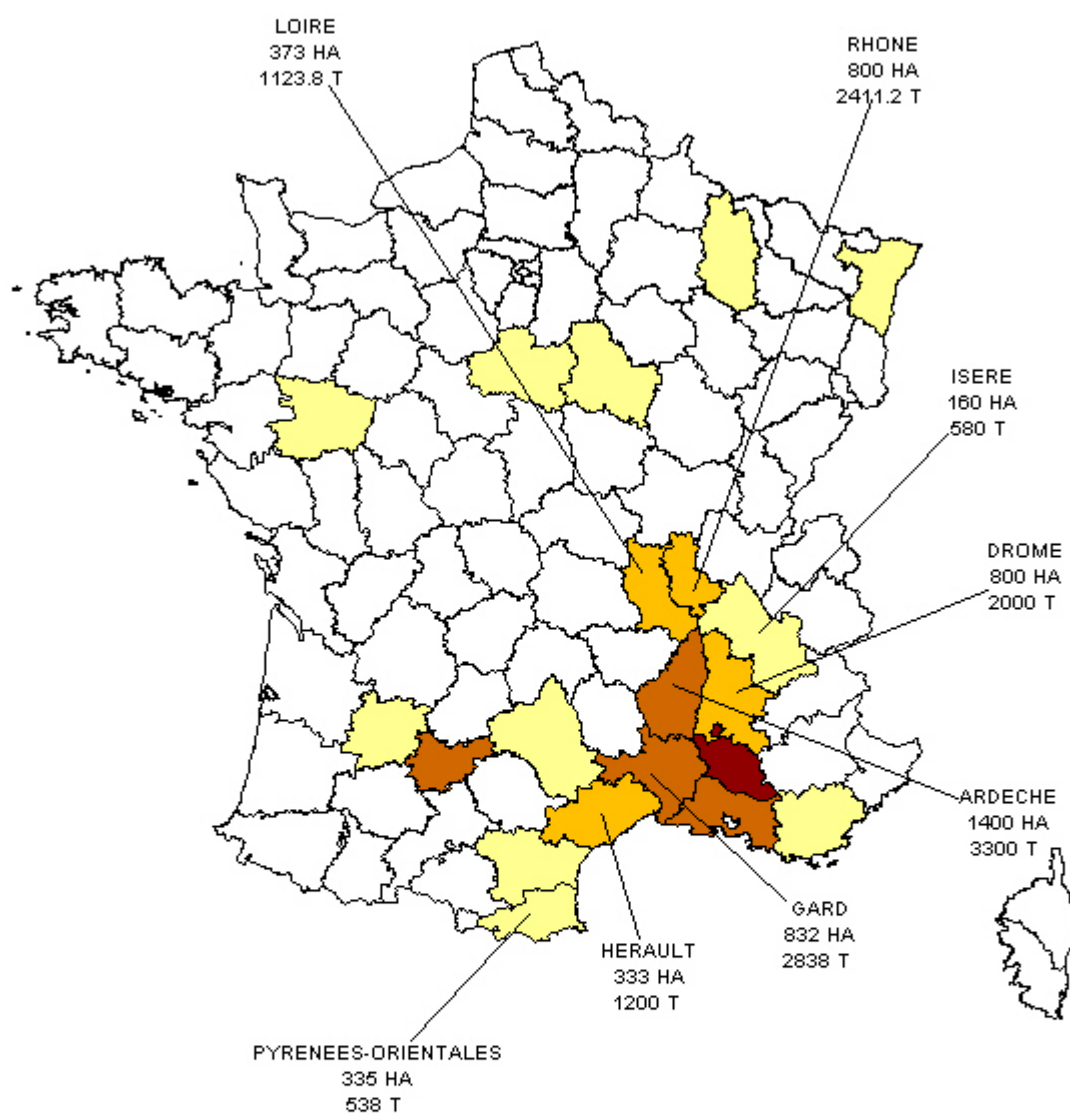 LOIRE
373 HA
1123.8 T
RHONE
800 HA
2411.2 T
ISERE
160 HA
580 T
DROME
800 HA
2000 T
ARDECHE
1400 HA
3300 T
GARD
832 HA
2838 T
HERAULT
333 HA
1200 T
PYRENEES-ORIENTALES
335 HA
538 T